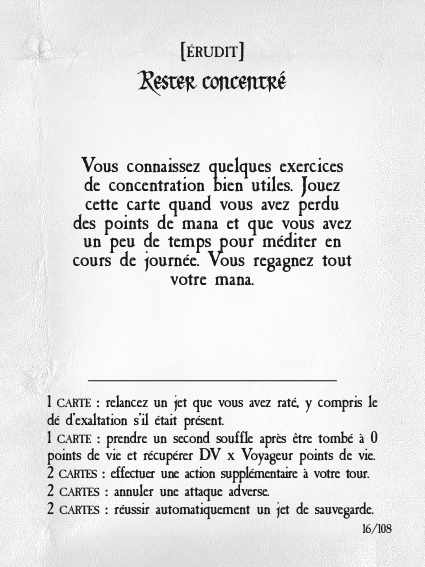 [ÉRUDIT]
Rester concentré
Vous connaissez quelques exercices
de concentration bien utiles. Jouez
cette carte quand vous avez perdu
des points de mana et que vous avez
un peu de temps pour méditer en
cours de journée. Vous regagnez tout
votre mana.
1 CARTE : relancez un jet que vous avez raté, y compris le
dé d'exaltation s'il était présent.
1 CARTE : prendre un second souffle après être tombé à 0
points de vie et récupérer DV x Voyageur points de vie.
2 CARTES : effectuer une action supplémentaire à votre tour.
2 CARTES : annuler une attaque adverse.
2 CARTES : réussir automatiquement un jet de sauvegarde.
16/108